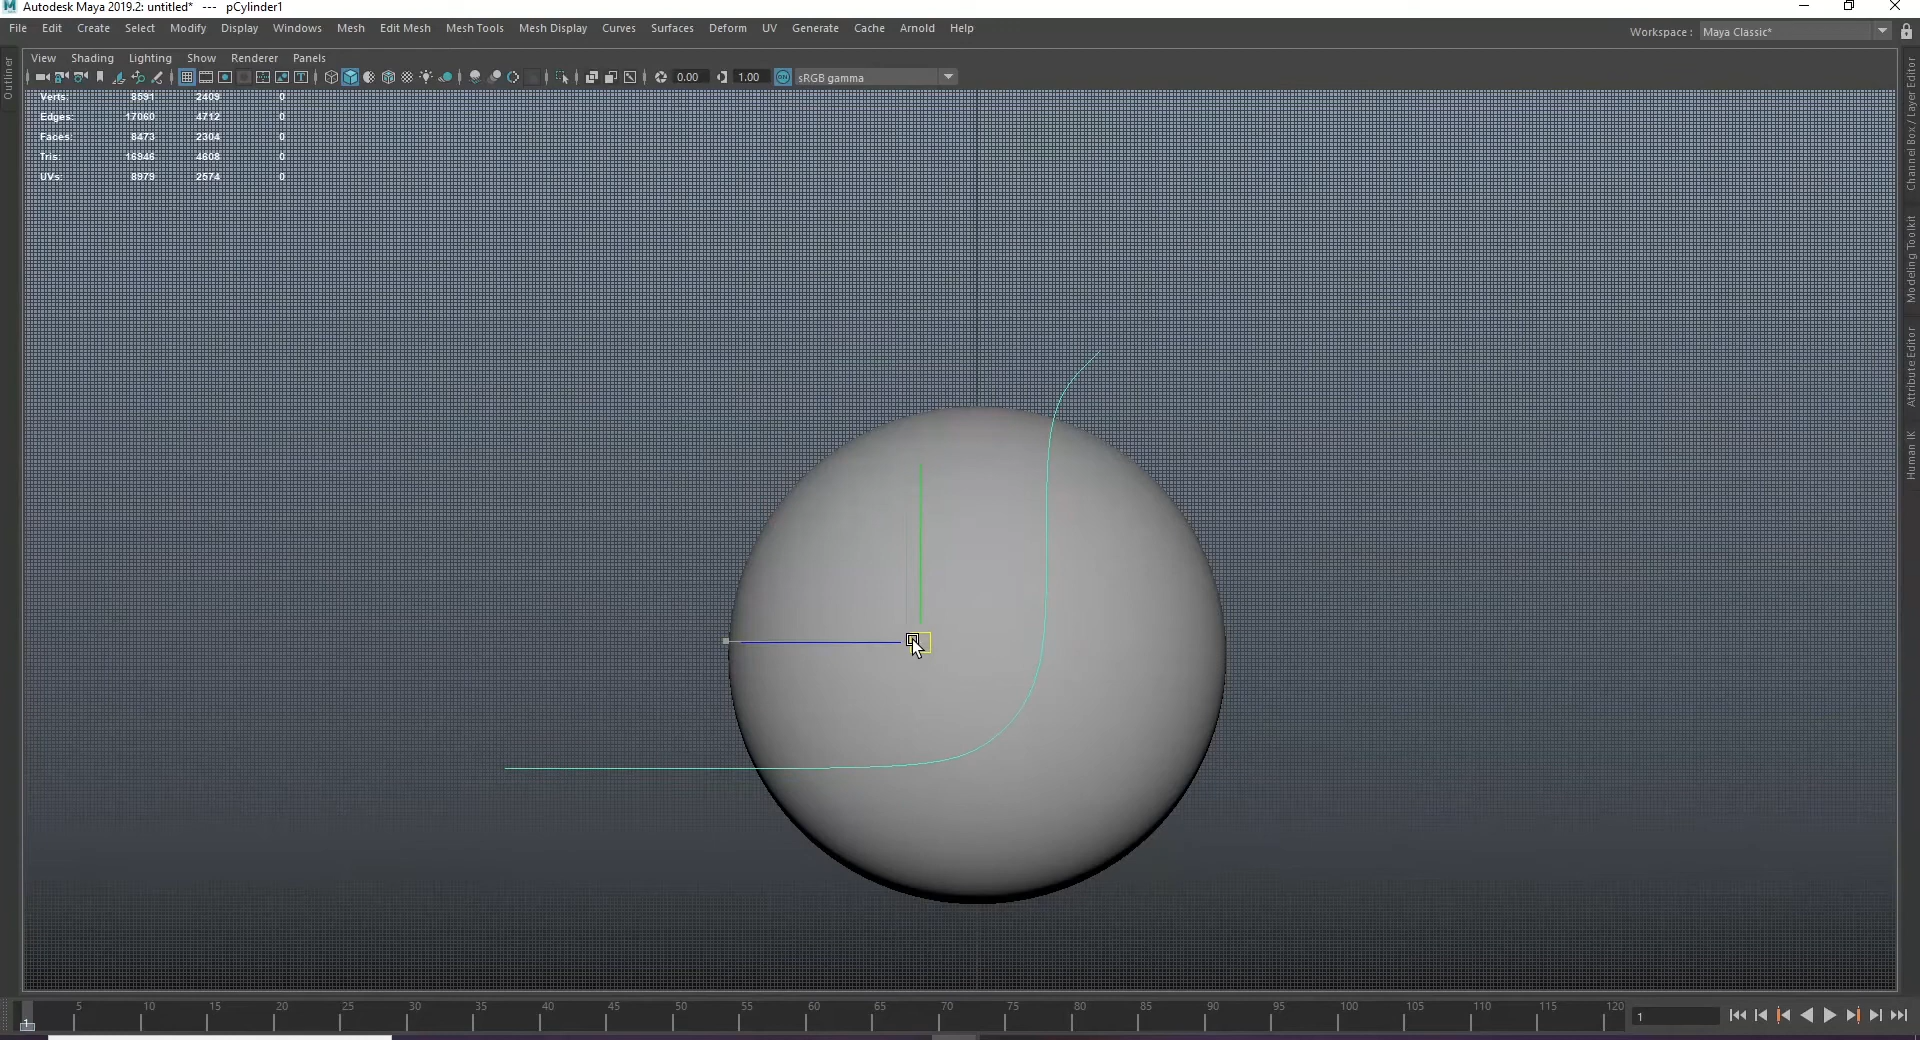 Autodesk Maya 2019.2: untitled* --- pCylinder1
File Edit Create Select Modify Display Windows Mesh Edit Mesh Mesh Tools Mesh Display Curves Surfaces Deform UV Generate Cache Arnold Help
Workspace : Maya Classic*
View Shading Lighting Show Renderer Panels
0.00 1.00 ON sRGB gamma
Outliner
Verts: 8591 2409 0
Edges: 17060 4712 0
Faces: 8473 2304 0
Tris: 16946 4608 0
UVs: 8979 2574 0
Channel Box / Layer Editor
Modeling Toolkit
Attribute Editor
Human IK
5 10 15 20 25 30 35 40 45 50 55 60 65 70 75 80 85 90 95 100 105 110 115 120
1 1